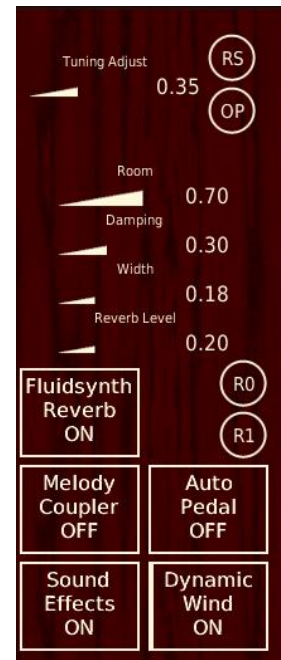 Tuning Adjust
RS
0.35
OP
Room
0.70
Damping
0.30
Width
0.18
Reverb Level
0.20
Fluidsynth
Reverb
ON
R0
R1
Melody
Coupler
OFF
Auto
Pedal
OFF
Sound
Effects
ON
Dynamic
Wind
ON